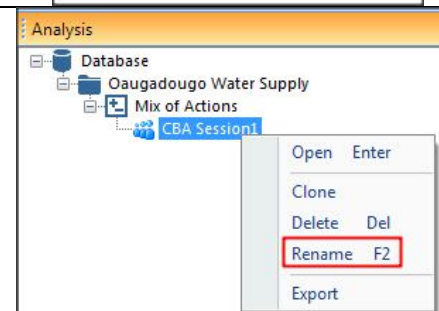 Analysis
Database
Oaugadougo Water Supply
Mix of Actions
CBA Session1
Open Enter
Clone
Delete Del
Rename F2
Export